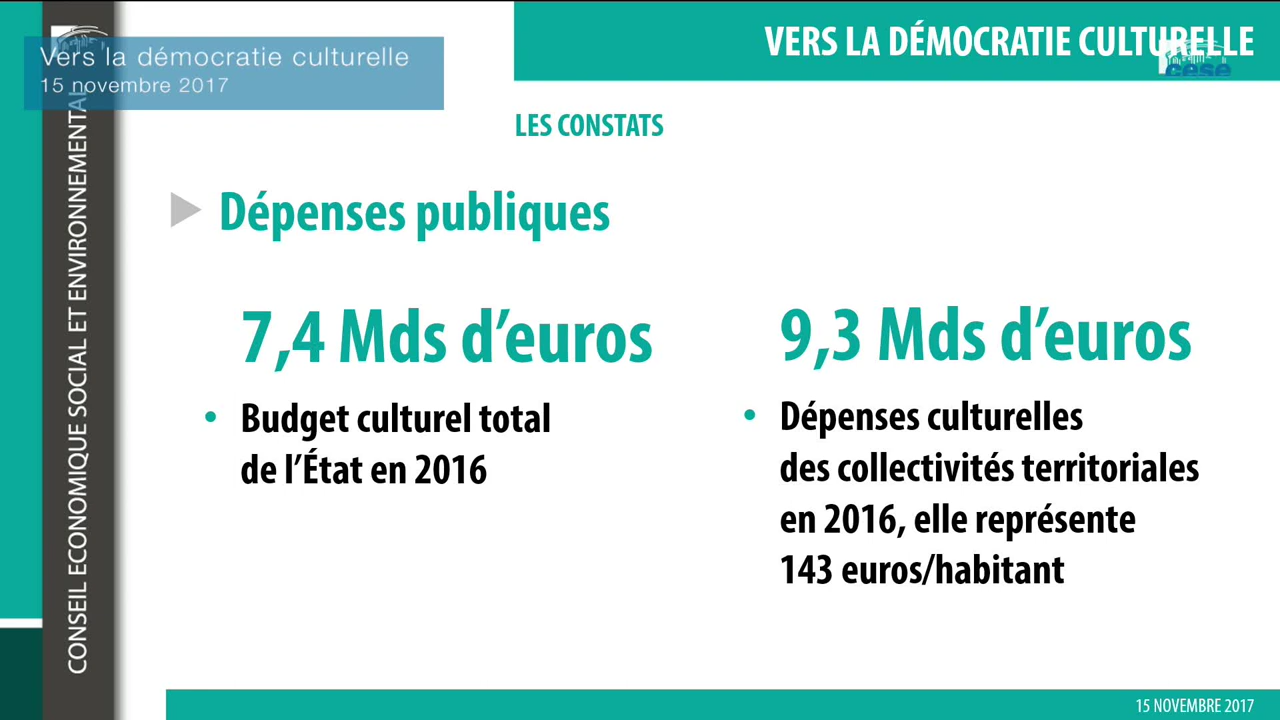 Vers la démocratie culturelle
15 novembre 2017
VERS LA DÉMOCRATIE CULTURELLE
cese
CONSEIL ECONOMIQUE SOCIAL ET ENVIRONNEMENTAL
LES CONSTATS
Dépenses publiques
7,4 Mds d’euros
• Budget culturel total
de l’État en 2016
9,3 Mds d’euros
• Dépenses culturelles
des collectivités territoriales
en 2016, elle représente
143 euros/habitant
15 NOVEMBRE 2017